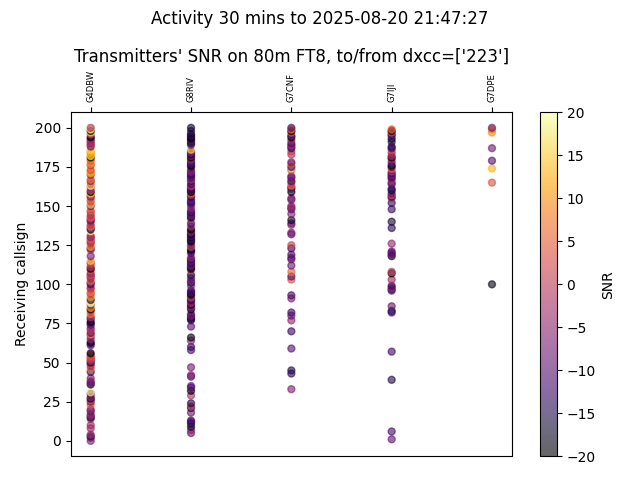 Activity 30 mins to 2025-08-20 21:47:27
Transmitters' SNR on 80m FT8, to/from dxcc=['223']
G4DBW
G8RIV
G7CNF
G7IJI
G7DPE
Receiving callsign
200
175
150
125
100
75
50
25
0
20
15
10
5
0
−5
−10
−15
−20
SNR